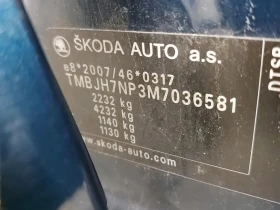 ŠKODA AUTO a.s.
e8*2007/46*0317
TMBJH7NP3M7036581
2232 kg
4232 kg
1140 kg
1130 kg
www.skoda-auto.com